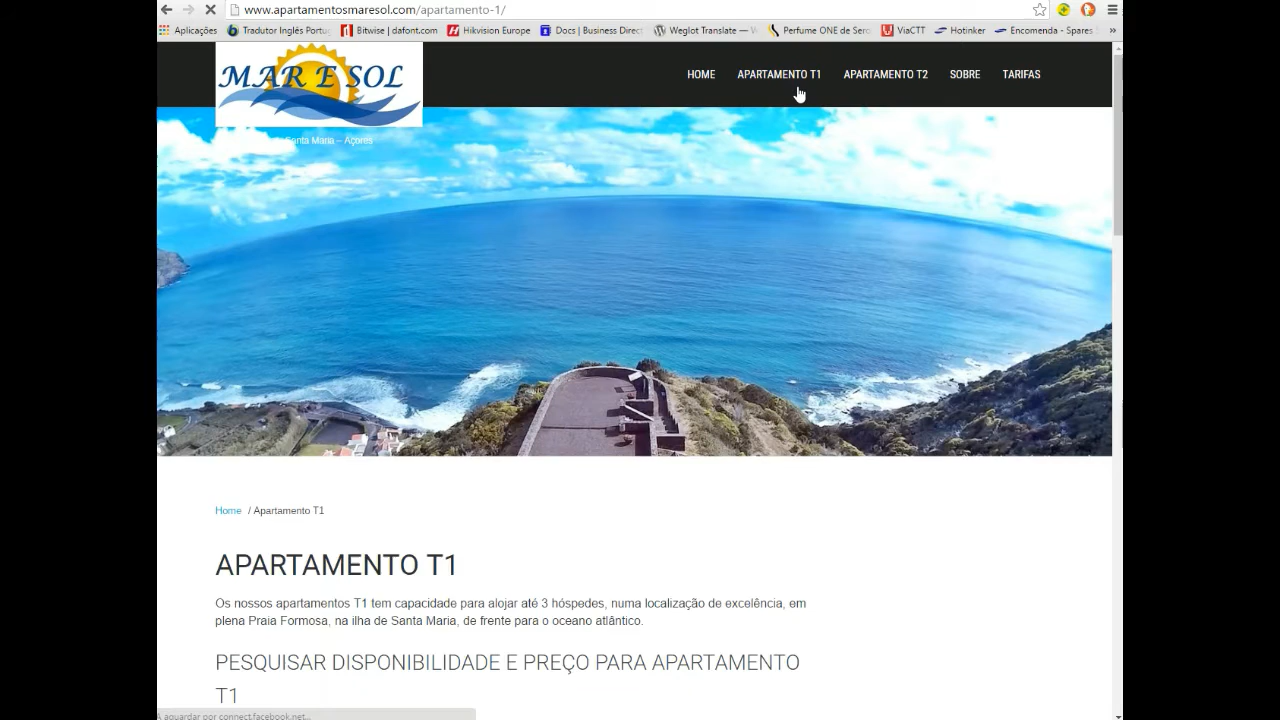 www.apartamentosmaresol.com/apartamento-1/
Aplicações Tradutor Inglês Portu Bitwise | dafont.com Hikvision Europe Docs | Business Direct Weglot Translate — Perfume ONE de Sero ViaCTT Hotinker Encomenda - Spares »
MAR E SOL
HOME APARTAMENTO T1 APARTAMENTO T2 SOBRE TARIFAS
Santa Maria – Açores
Home / Apartamento T1
APARTAMENTO T1
Os nossos apartamentos T1 tem capacidade para alojar até 3 hóspedes, numa localização de excelência, em
plena Praia Formosa, na ilha de Santa Maria, de frente para o oceano atlântico.
PESQUISAR DISPONIBILIDADE E PREÇO PARA APARTAMENTO
T1
A aguardar por connect.facebook.net...